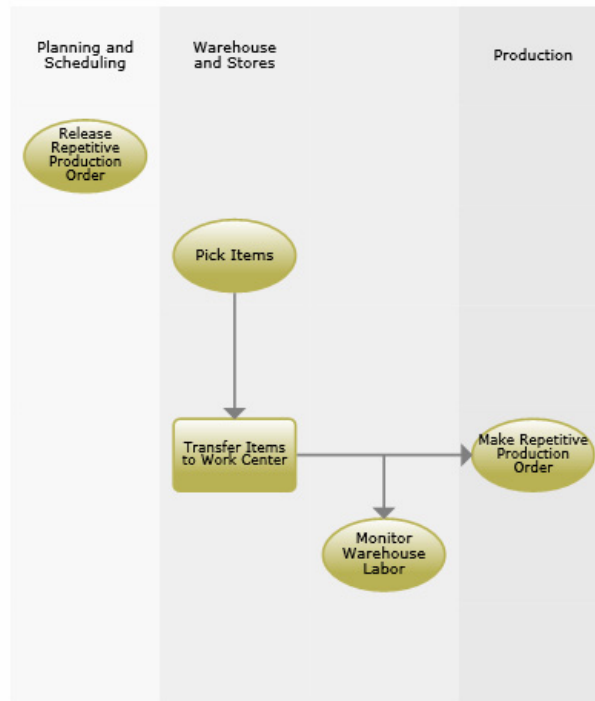 Planning and
Scheduling
Warehouse
and Stores
Production
Release
Repetitive
Production
Order
Pick Items
Transfer Items
to Work Center
Make Repetitive
Production
Order
Monitor
Warehouse
Labor